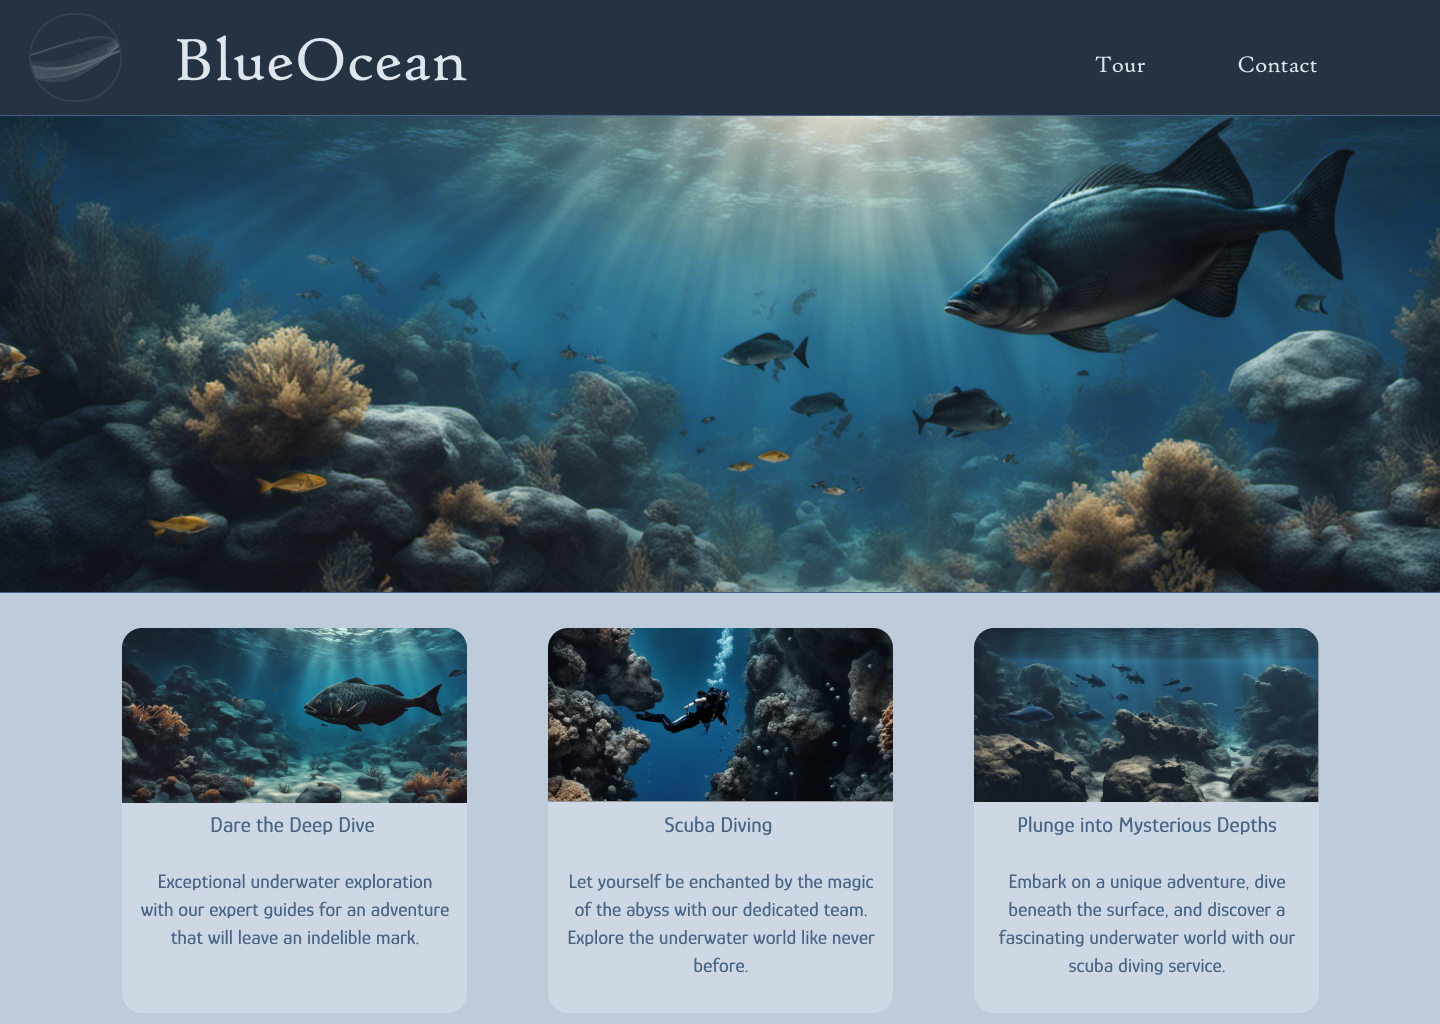 BlueOcean
Tour
Contact
Dare the Deep Dive
Exceptional underwater exploration
with our expert guides for an adventure
that will leave an indelible mark.
Scuba Diving
Let yourself be enchanted by the magic
of the abyss with our dedicated team.
Explore the underwater world like never
before.
Plunge into Mysterious Depths
Embark on a unique adventure, dive
beneath the surface, and discover a
fascinating underwater world with our
scuba diving service.